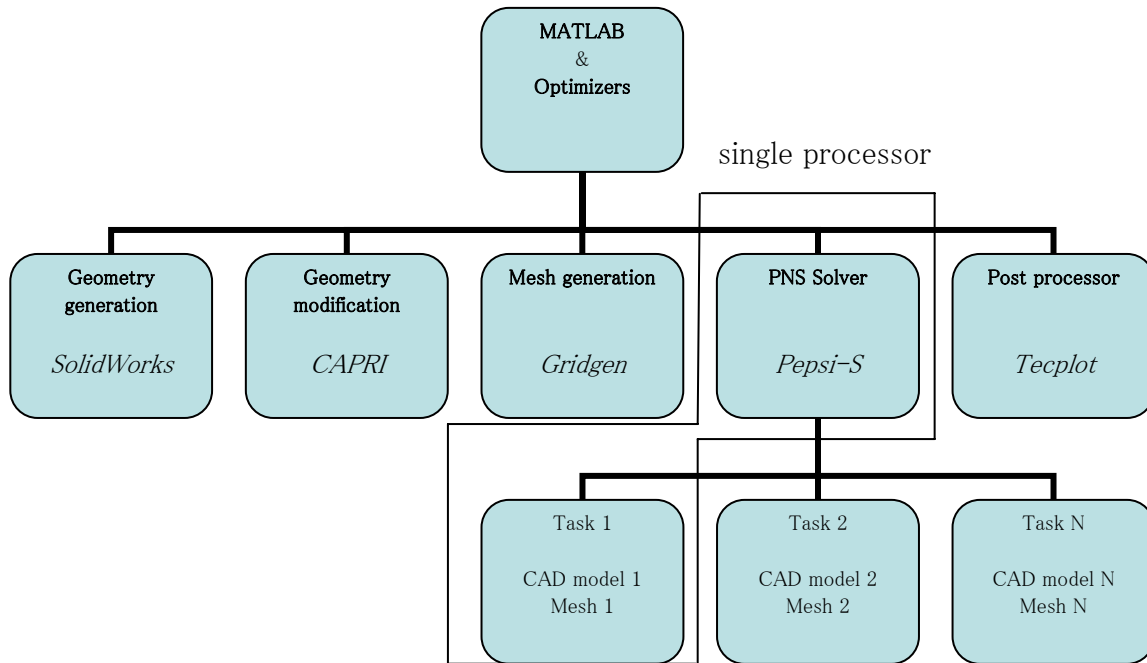 MATLAB
&
Optimizers
single processor
Geometry
generation
SolidWorks
Geometry
modification
CAPRI
Mesh generation
Gridgen
PNS Solver
Pepsi-S
Post processor
Tecplot
Task 1
CAD model 1
Mesh 1
Task 2
CAD model 2
Mesh 2
Task N
CAD model N
Mesh N